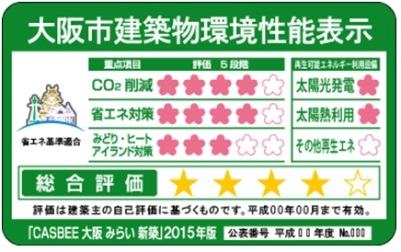 大阪市建築物環境性能表示
重点項目 評価 5段階 再生可能エネルギー利用設備
CO2削減 太陽光発電
省エネ対策 太陽熱利用
みどり・ヒート
アイランド対策 その他再生エネ
省エネ基準適合
総合評価
評価は建築主の自己評価に基づくものです。平成00年00月まで有効。
「CASBEE 大阪 みらい 新築」2015年版 公表番号 平成00年度 No.000